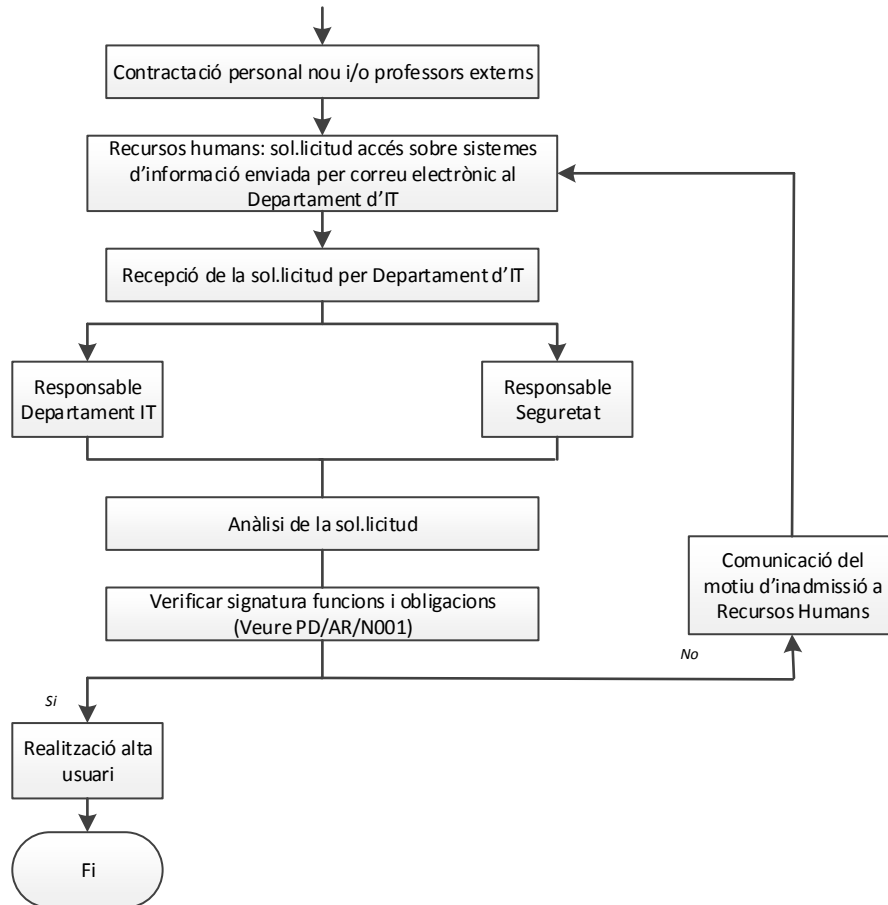 Contractació personal nou i/o professors externs
Recursos humans: sol.licitud accés sobre sistemes
d'informació enviada per correu electrònic al
Departament d'IT
Recepció de la sol.licitud per Departament d'IT
Responsable
Departament IT
Responsable
Seguretat
Anàlisi de la sol.licitud
Verificar signatura funcions i obligacions
(Veure PD/AR/N001)
Comunicació del
motiu d'inadmissió a
Recursos Humans
No
Si
Realització alta
usuari
Fi